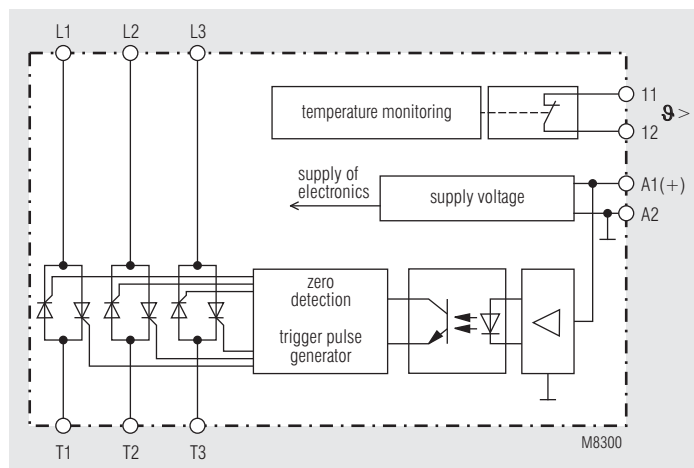 L1 L2 L3
temperature monitoring
11
ϑ >
12
supply of
electronics
supply voltage
A1(+)
A2
zero
detection
trigger pulse
generator
T1 T2 T3
M8300